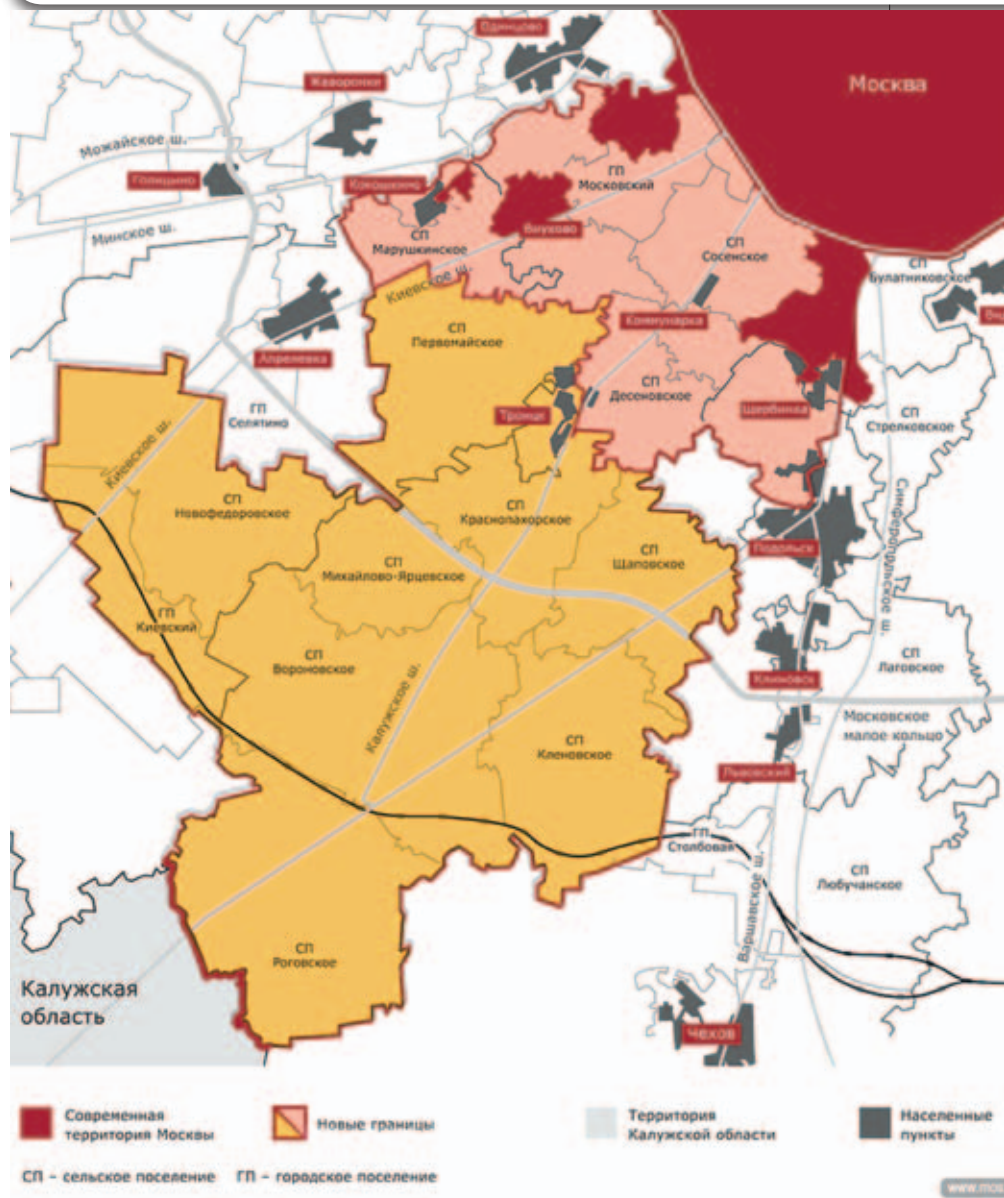 Одинцово
Москва
Жаворонки
Можайское ш.
Голицыно
Кокошкино
ГП
Московский
Минское ш.
Внуково
СП
Марушкинское
СП
Сосенское
СП
Булатниковское
Киевское ш.
Коммунарка
СП
Первомайское
Апрелевка
ГП
Селятино
СП
Десеновское
Троицк
Щербинка
СП
Стрелковское
Киевское ш.
СП
Новофедоровское
СП
Краснопахорское
Симферопольское ш.
СП
Михайлово-Ярцевское
СП
Щаповское
Подольск
ГП
Киевский
СП
Вороновское
СП
Лаговское
Климовск
Калужское ш.
Московское
малое кольцо
СП
Кленовское
Львовский
ГП
Столбовая
СП
Любучанское
Варшавское ш.
СП
Роговское
Калужская
область
Чехов
Современная
территория Москвы
Новые границы
Территория
Калужской области
Населенные
пункты
СП – сельское поселение ГП – городское поселение